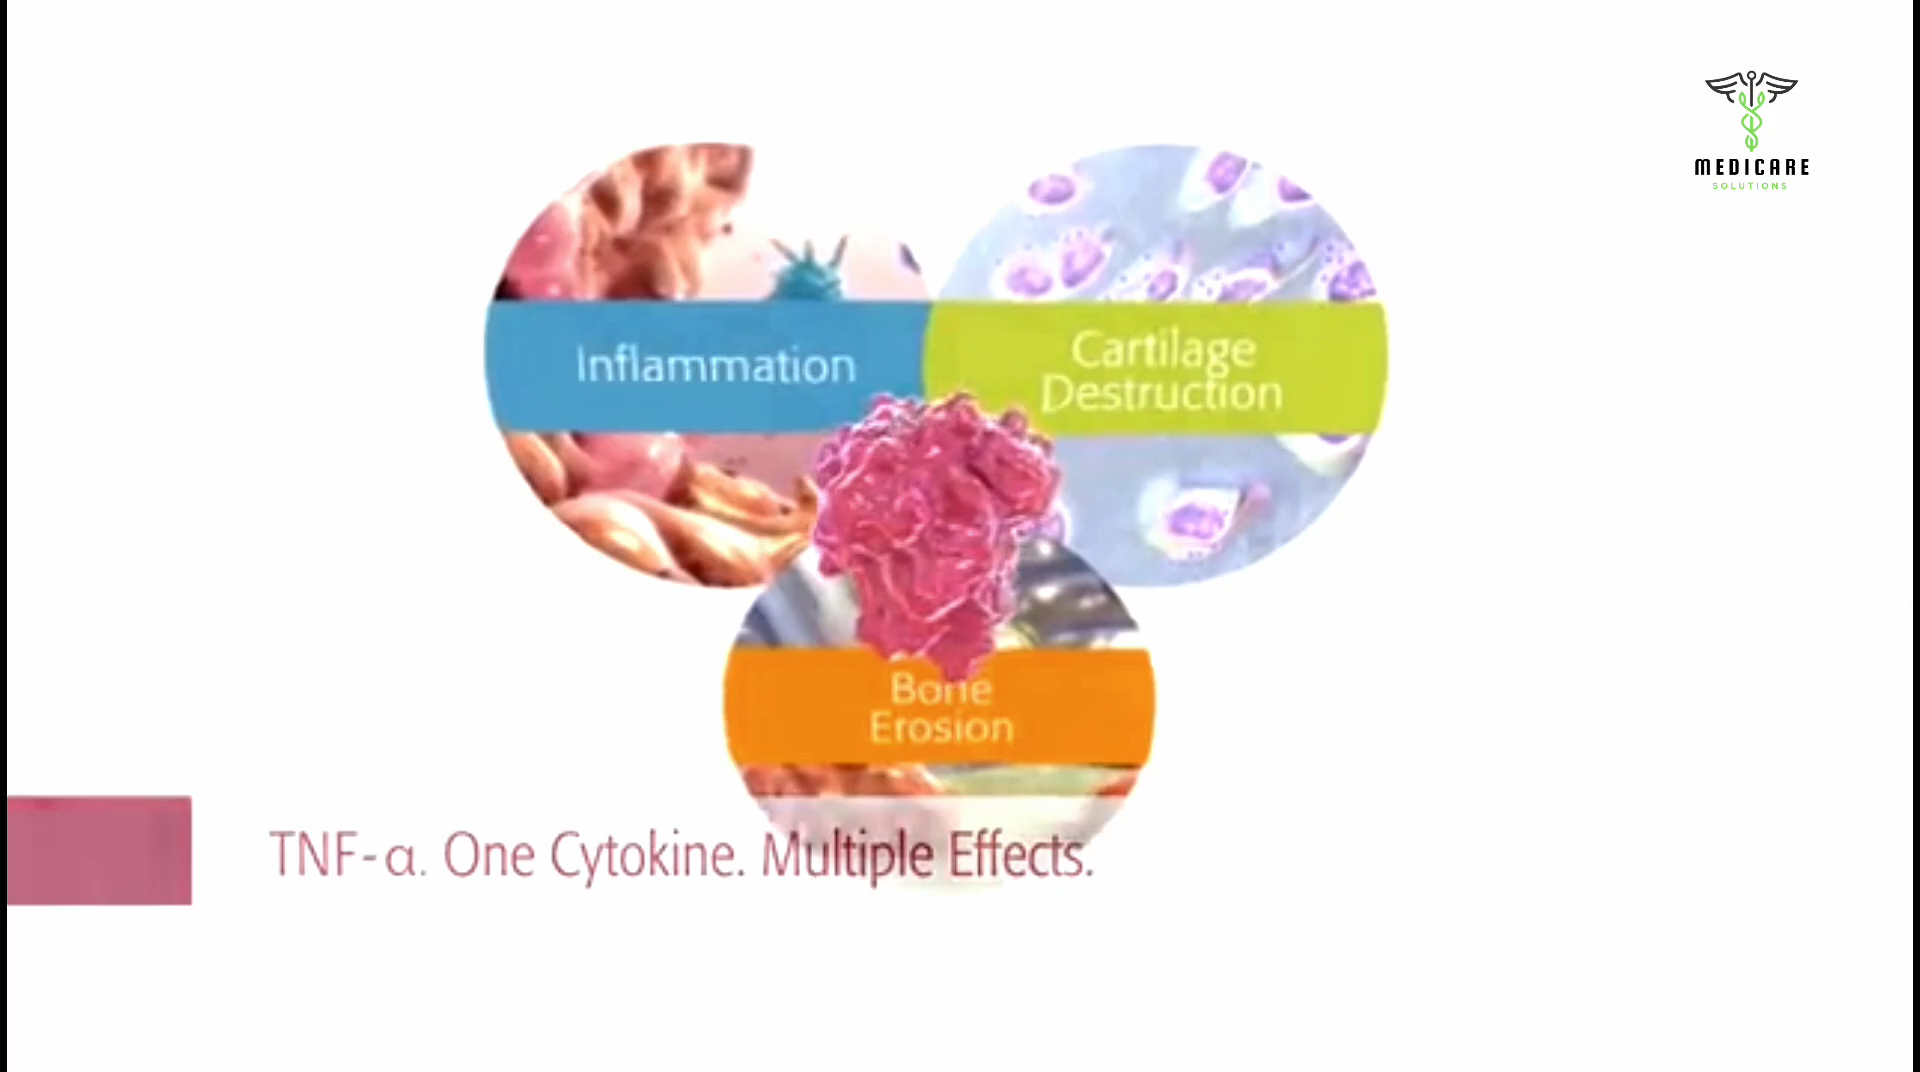 MEDICARE
SOLUTIONS
Inflammation
Cartilage
Destruction
Bone
Erosion
TNF-α. One Cytokine. Multiple Effects.